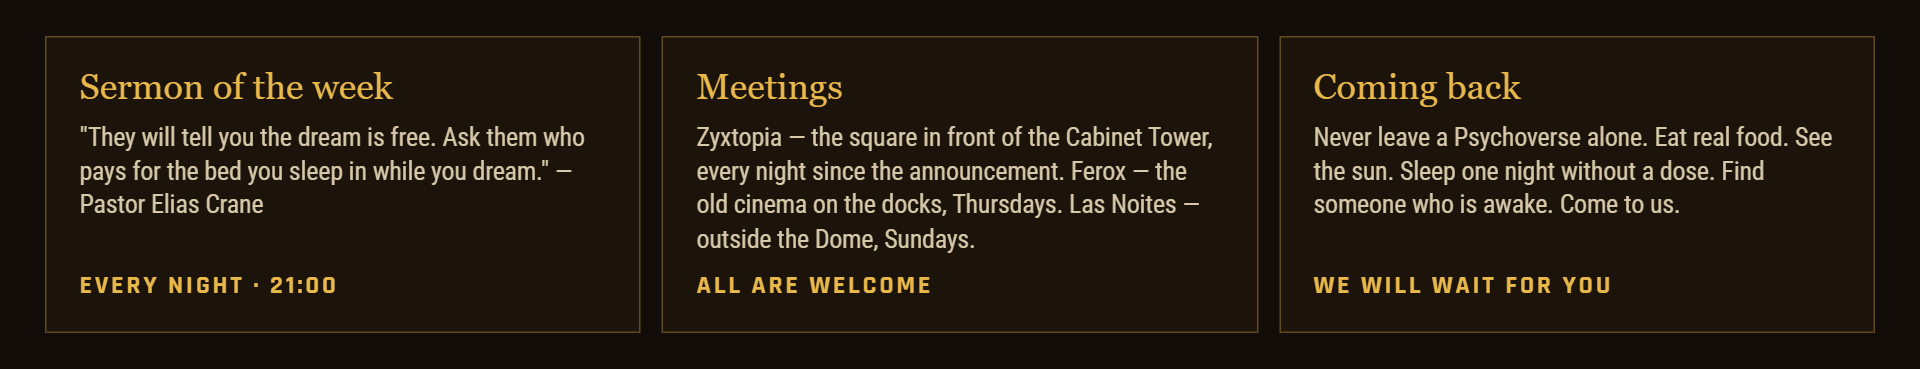 Sermon of the week
"They will tell you the dream is free. Ask them who
pays for the bed you sleep in while you dream." —
Pastor Elias Crane
EVERY NIGHT · 21:00
Meetings
Zyxtopia — the square in front of the Cabinet Tower,
every night since the announcement. Ferox — the
old cinema on the docks, Thursdays. Las Noites —
outside the Dome, Sundays.
ALL ARE WELCOME
Coming back
Never leave a Psychoverse alone. Eat real food. See
the sun. Sleep one night without a dose. Find
someone who is awake. Come to us.
WE WILL WAIT FOR YOU